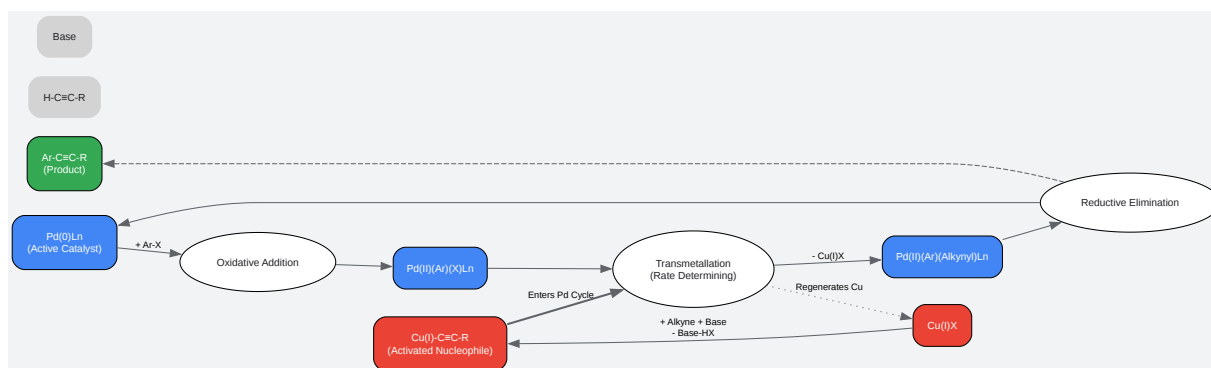 Base
H-C≡C-R
Ar-C≡C-R
(Product)
Reductive Elimination
Pd(0)Ln
(Active Catalyst)
+ Ar-X
Oxidative Addition
Pd(II)(Ar)(X)Ln
Transmetallation
(Rate Determining)
- Cu(I)X
Pd(II)(Ar)(Alkynyl)Ln
Regenerates Cu
Enters Pd Cycle
Cu(I)-C≡C-R
(Activated Nucleophile)
+ Alkyne + Base
- Base-HX
Cu(I)X